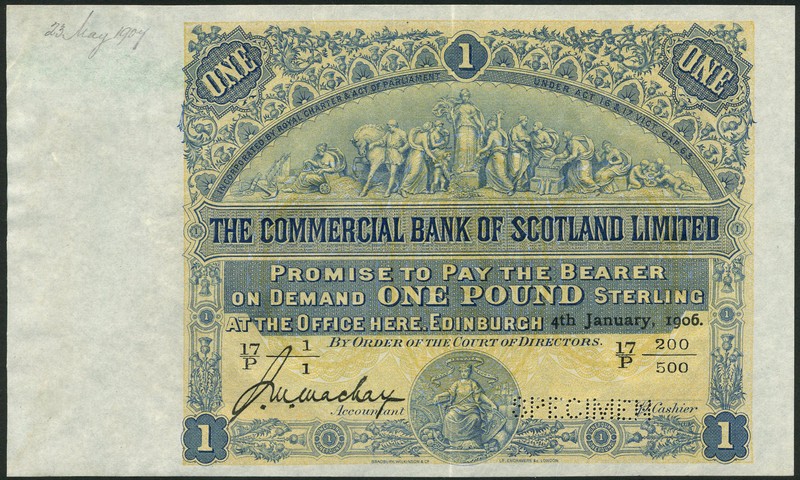 23 May 1907
1
ONE
ONE
INCORPORATED BY ROYAL CHARTER & ACT OF PARLIAMENT
UNDER ACT 16 & 17 VICT. CAP. 63
THE COMMERCIAL BANK OF SCOTLAND LIMITED
PROMISE TO PAY THE BEARER
ON DEMAND ONE POUND STERLING
AT THE OFFICE HERE. EDINBURGH 4th January, 1906.
BY ORDER OF THE COURT OF DIRECTORS.
17/P 1/1
17/P 200/500
Accountant
SPECIMEN
Cashier
1
1
BRADBURY, WILKINSON & Co